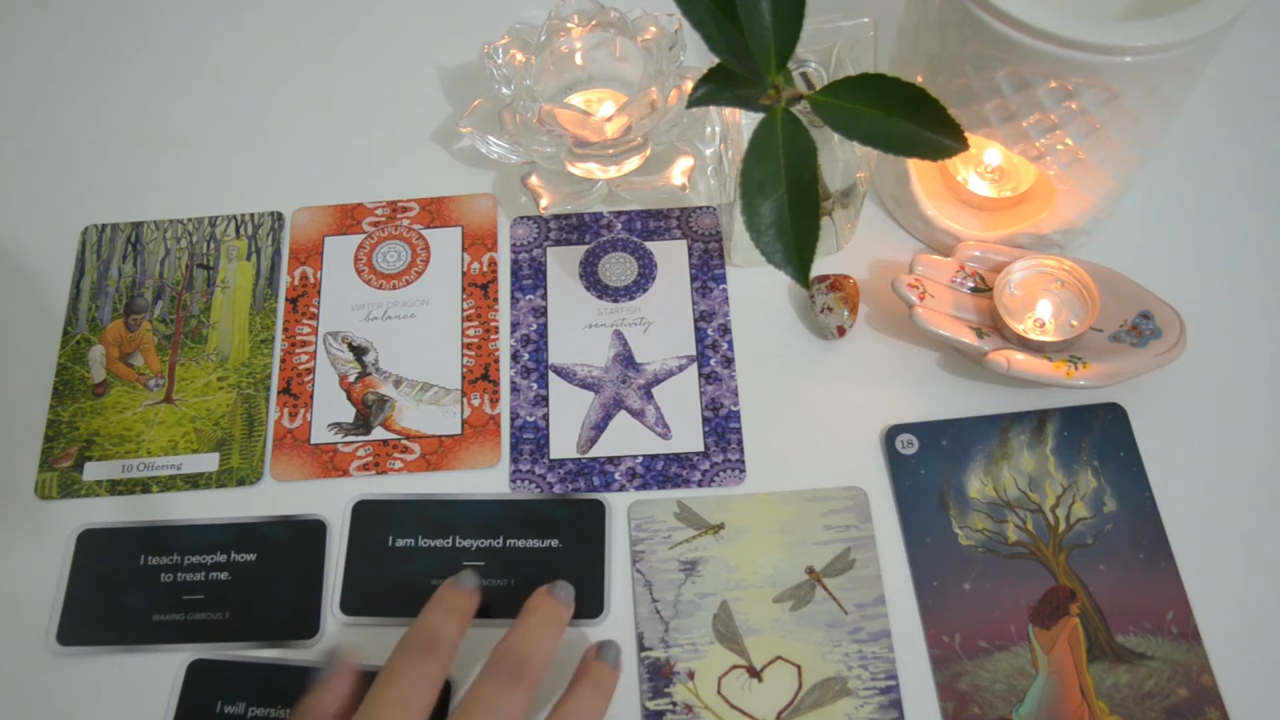 10 Offering
WATER DRAGON
balance
STARFISH
sensitivity
18
I teach people how
to treat me.
WAXING GIBBOUS 3
I am loved beyond measure.
I will persist